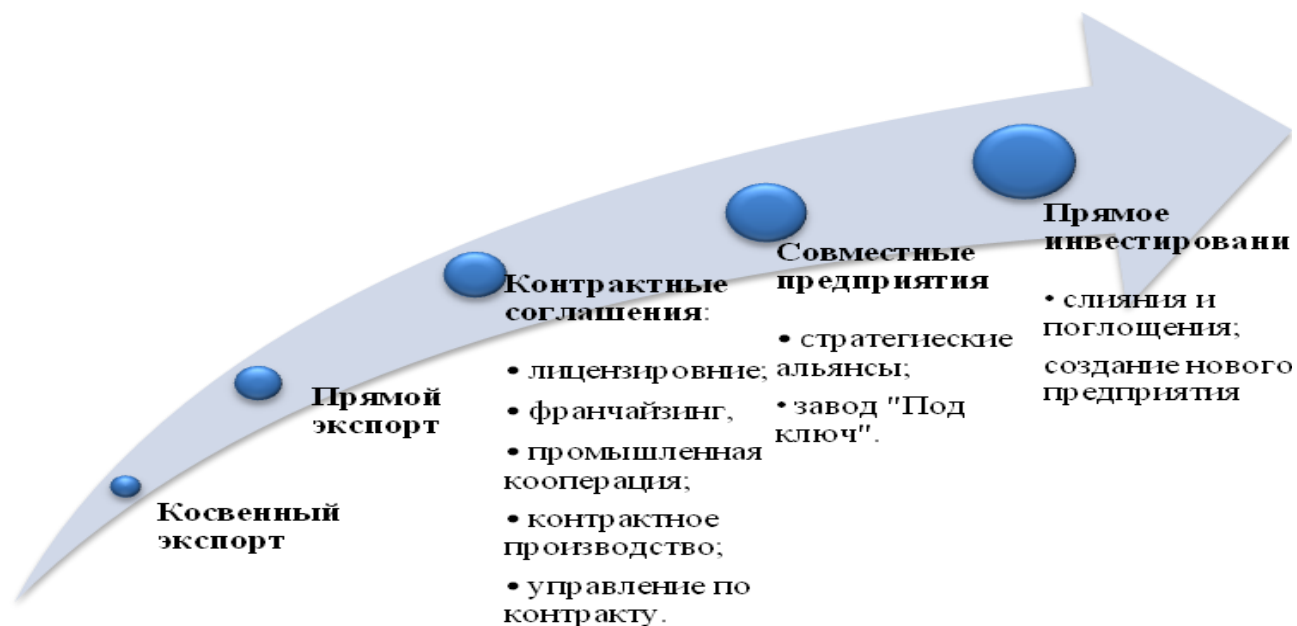 Косвенный
экспорт
Прямой
экспорт
Контрактные
соглашения:
• лицензировние;
• франчайзинг,
• промышленная
кооперация;
• контрактное
производство;
• управление по
контракту.
Совместные
предприятия
• стратегиеские
альянсы;
• завод "Под
ключ".
Прямое
инвестировани
• слияния и
поглощения;
создание нового
предприятия